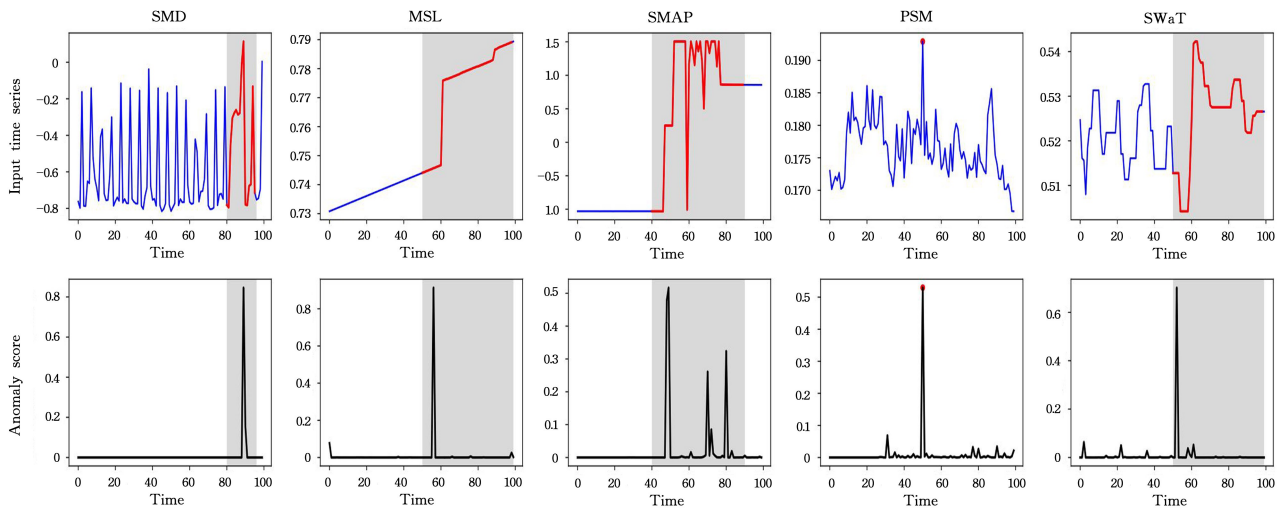 SMD
MSL
SMAP
PSM
SWaT
Input time series
0
−0.2
−0.4
−0.6
−0.8
0 20 40 60 80 100
Time
0.79
0.78
0.77
0.76
0.75
0.74
0.73
0 20 40 60 80 100
Time
1.5
1.0
0.5
0
−0.5
1.0
0 20 40 60 80 100
Time
0.190
0.185
0.180
0.175
0.170
0 20 40 60 80 100
Time
0.54
0.53
0.52
0.51
0 20 40 60 80 100
Time
Anomaly score
0.8
0.6
0.4
0.2
0
0 20 40 60 80 100
Time
0.8
0.6
0.4
0.2
0
0 20 40 60 80 100
Time
0.5
0.4
0.3
0.2
0.1
0
0 20 40 60 80 100
Time
0.5
0.4
0.3
0.2
0.1
0
0 20 40 60 80 100
Time
0.6
0.4
0.2
0
0 20 40 60 80 100
Time